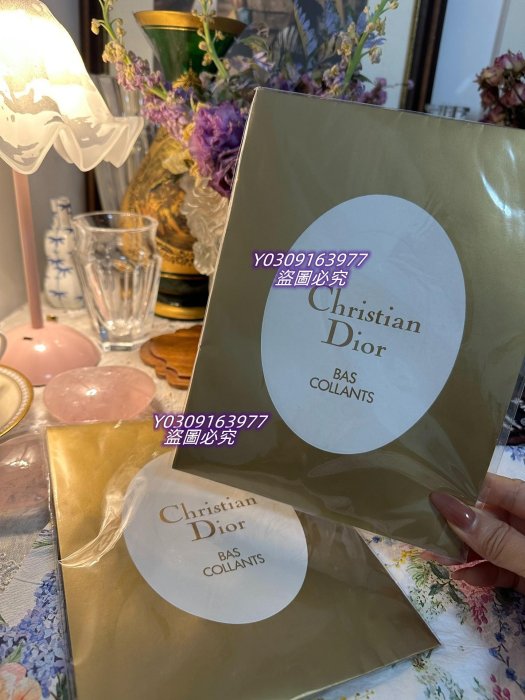 Y0309163977
盜圖必究
Christian
Dior
BAS
COLLANTS
Y0309163977
盜圖必究
Christian
Dior
BAS
COLLANTS